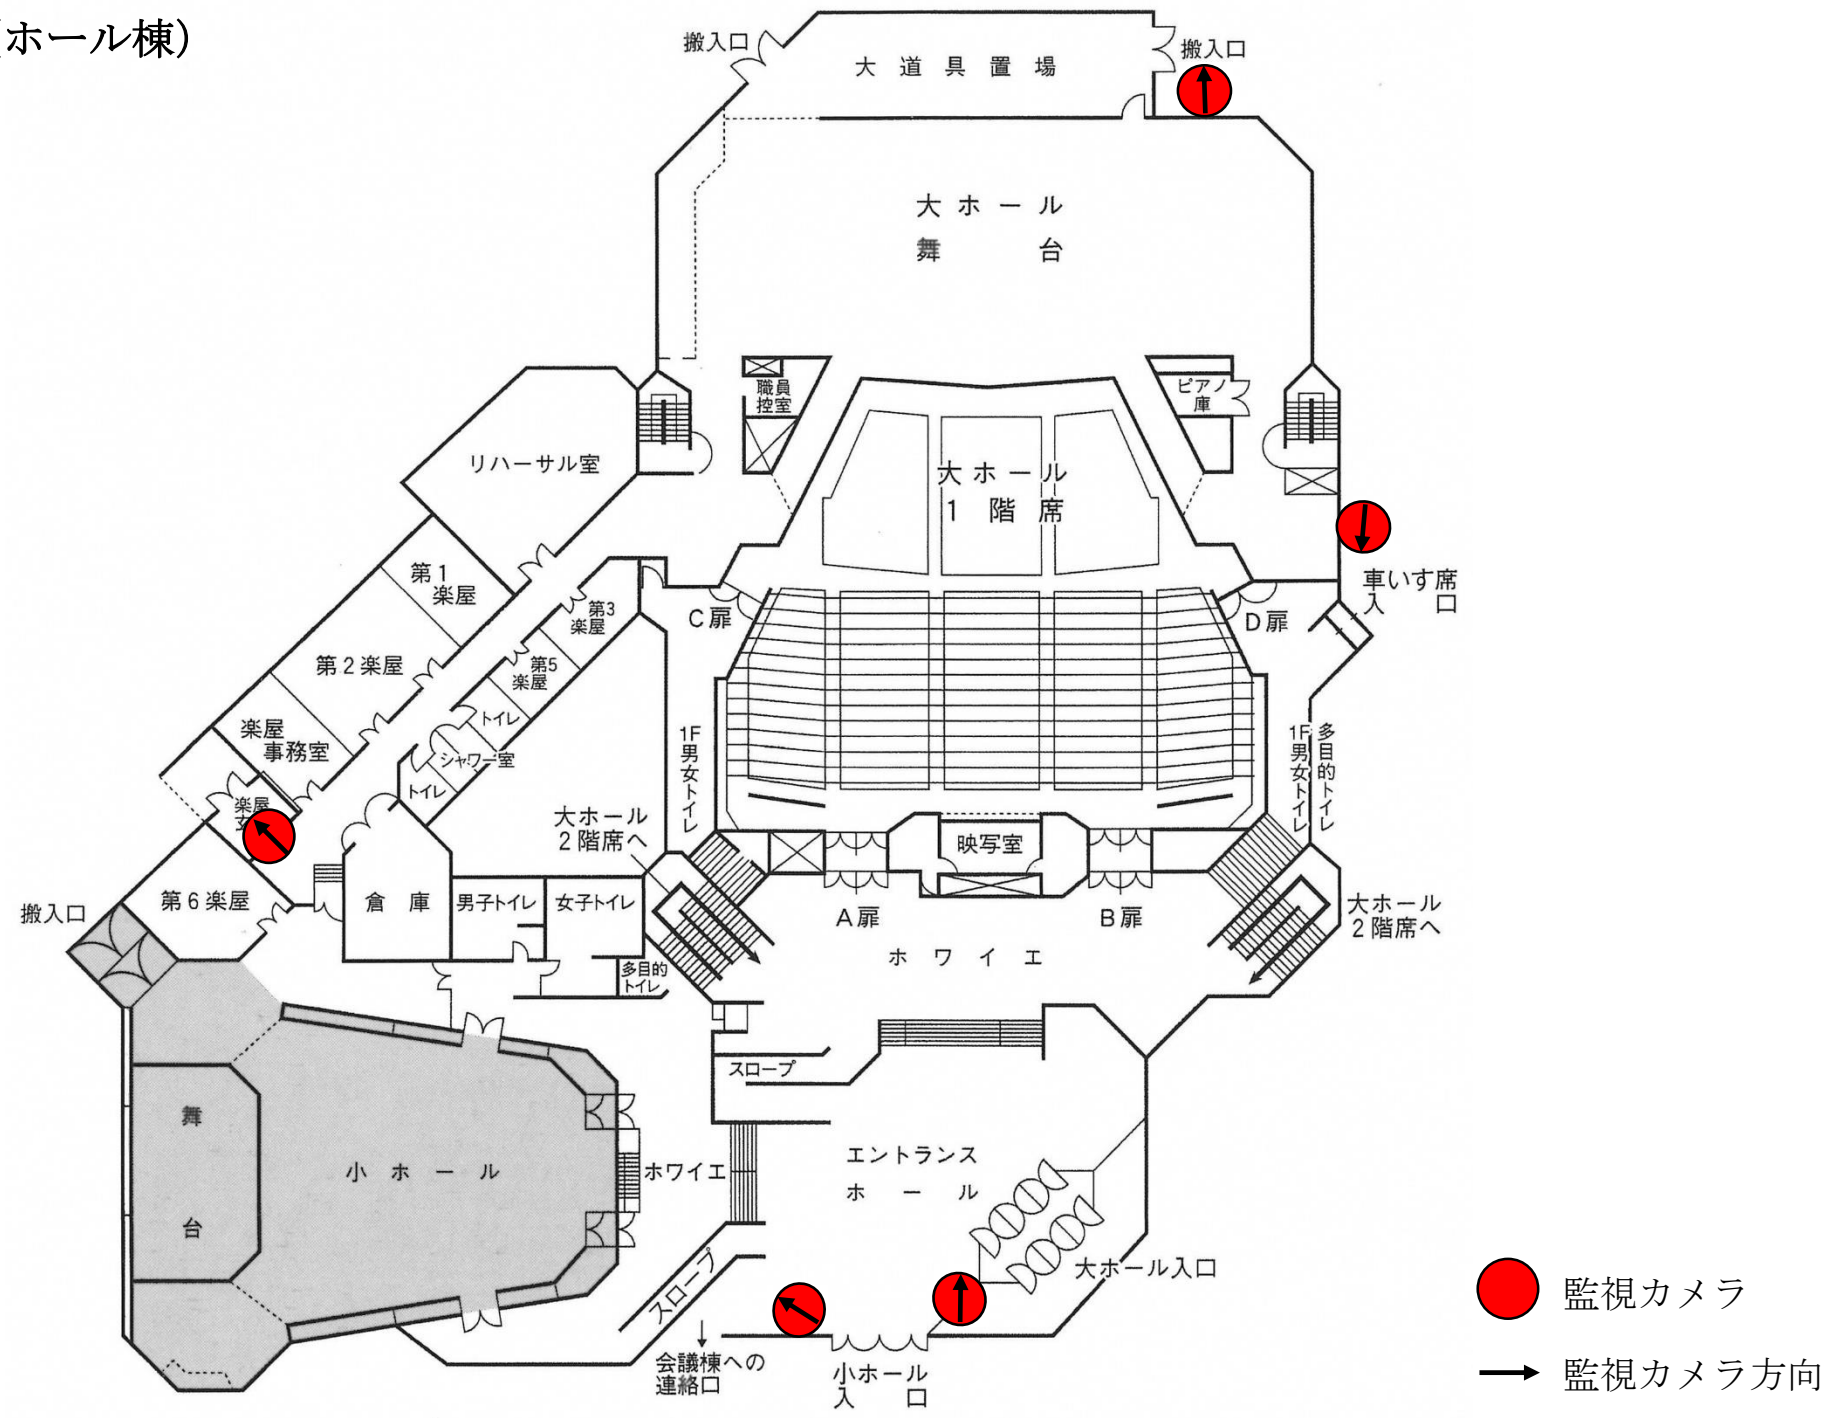 ホール棟）
搬入口
大道具置場
搬入口
大ホール
舞台
職員
控室
ピアノ
庫
リハーサル室
大ホール
1階席
第1
楽屋
第3
楽屋
C扉
D扉
車いす席
入口
第2楽屋
第5
楽屋
トイレ
シャワー室
トイレ
楽屋
事務室
楽屋
1F男女トイレ
1F男女トイレ
多目的トイレ
大ホール
2階席へ
映写室
搬入口
第6楽屋
倉庫
男子トイレ
女子トイレ
多目的
トイレ
A扉
B扉
大ホール
2階席へ
ホワイエ
スロープ
舞台
小ホール
ホワイエ
エントランス
ホール
スロープ
大ホール入口
会議棟への
連絡口
小ホール
入口
監視カメラ
監視カメラ方向